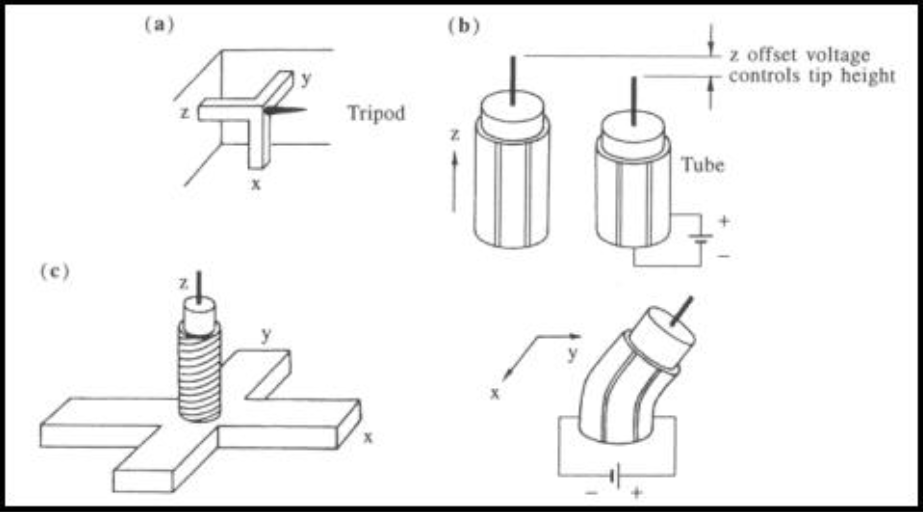 (a)
y
z
Tripod
x
(b)
z offset voltage
controls tip height
z
Tube
+
−
(c)
z
y
x
y
x
− +